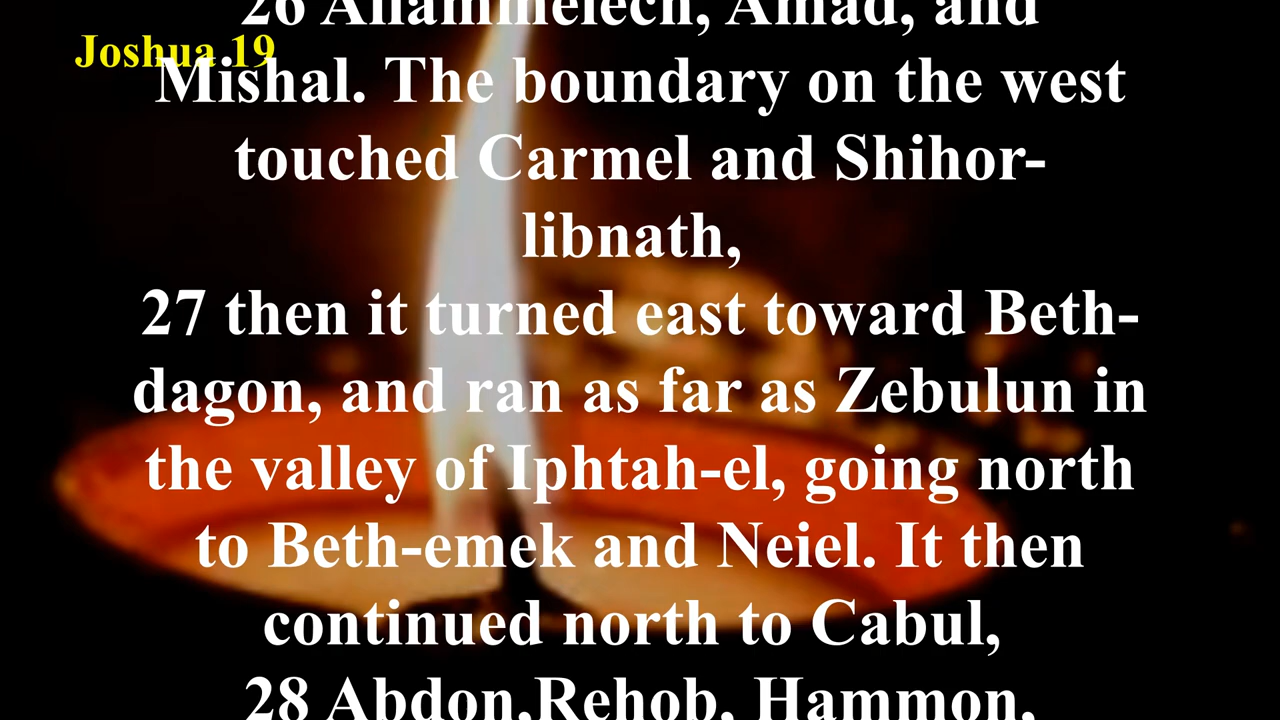 26 Allammelech, Amad, and
Joshua 19
Mishal. The boundary on the west
touched Carmel and Shihor-
libnath,
27 then it turned east toward Beth-
dagon, and ran as far as Zebulun in
the valley of Iphtah-el, going north
to Beth-emek and Neiel. It then
continued north to Cabul,
28 Abdon,Rehob, Hammon,